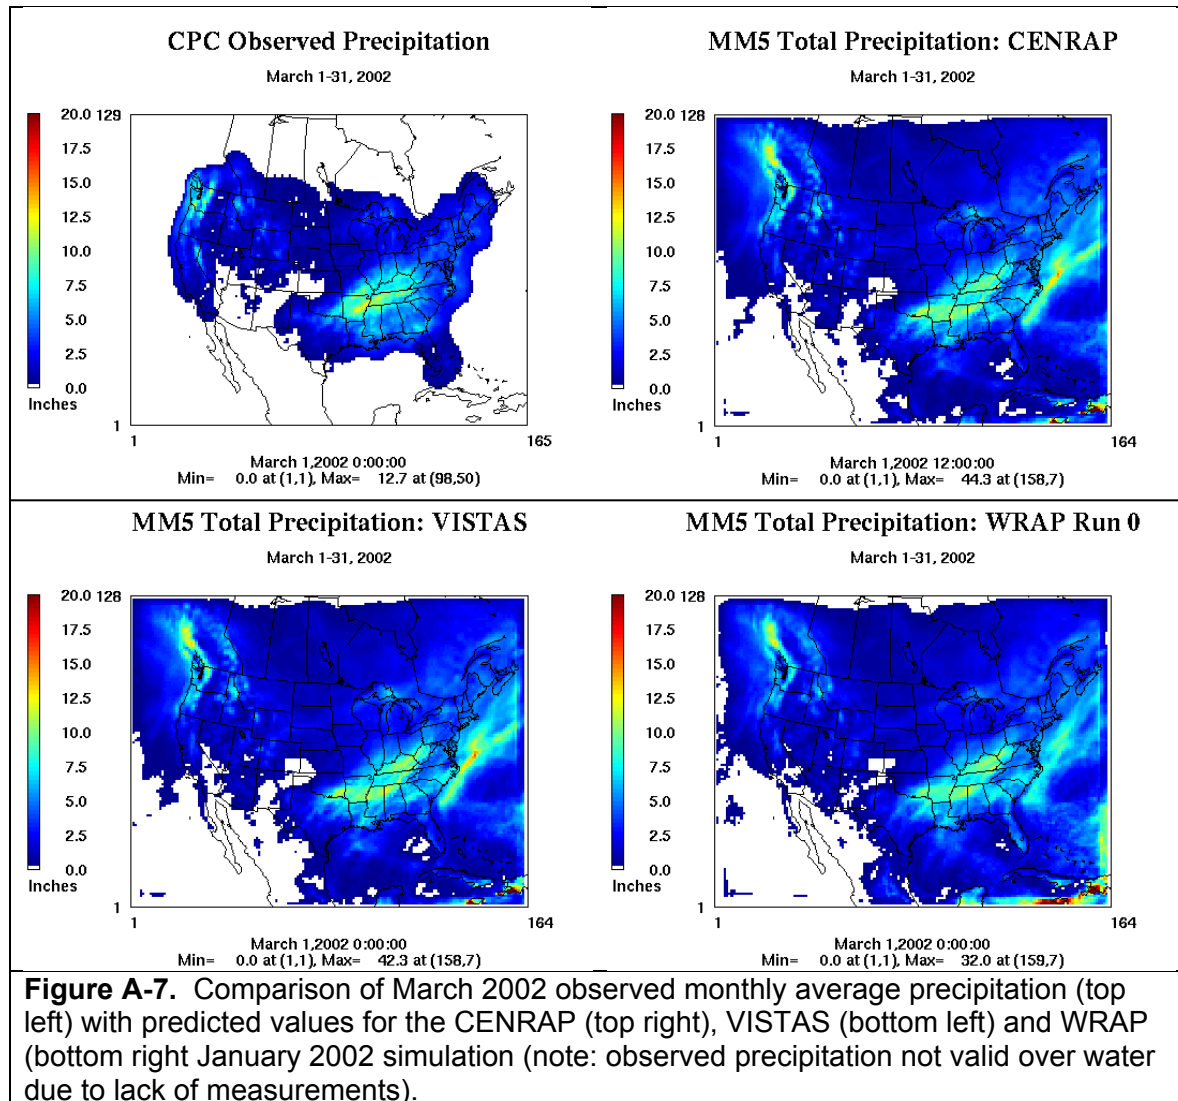 CPC Observed Precipitation
March 1-31, 2002
20.0
17.5
15.0
12.5
10.0
7.5
5.0
2.5
0.0
Inches
129
1
1
165
March 1,2002 0:00:00
Min= 0.0 at (1,1), Max= 12.7 at (98,50)
MM5 Total Precipitation: CENRAP
March 1-31, 2002
20.0
17.5
15.0
12.5
10.0
7.5
5.0
2.5
0.0
Inches
128
1
1
164
March 1,2002 12:00:00
Min= 0.0 at (1,1), Max= 44.3 at (158,7)
MM5 Total Precipitation: VISTAS
March 1-31, 2002
20.0
17.5
15.0
12.5
10.0
7.5
5.0
2.5
0.0
Inches
128
1
1
164
March 1,2002 0:00:00
Min= 0.0 at (1,1), Max= 42.3 at (158,7)
MM5 Total Precipitation: WRAP Run 0
March 1-31, 2002
20.0
17.5
15.0
12.5
10.0
7.5
5.0
2.5
0.0
Inches
128
1
1
164
March 1,2002 0:00:00
Min= 0.0 at (1,1), Max= 32.0 at (159,7)
Figure A-7. Comparison of March 2002 observed monthly average precipitation (top
left) with predicted values for the CENRAP (top right), VISTAS (bottom left) and WRAP
(bottom right January 2002 simulation (note: observed precipitation not valid over water
due to lack of measurements).